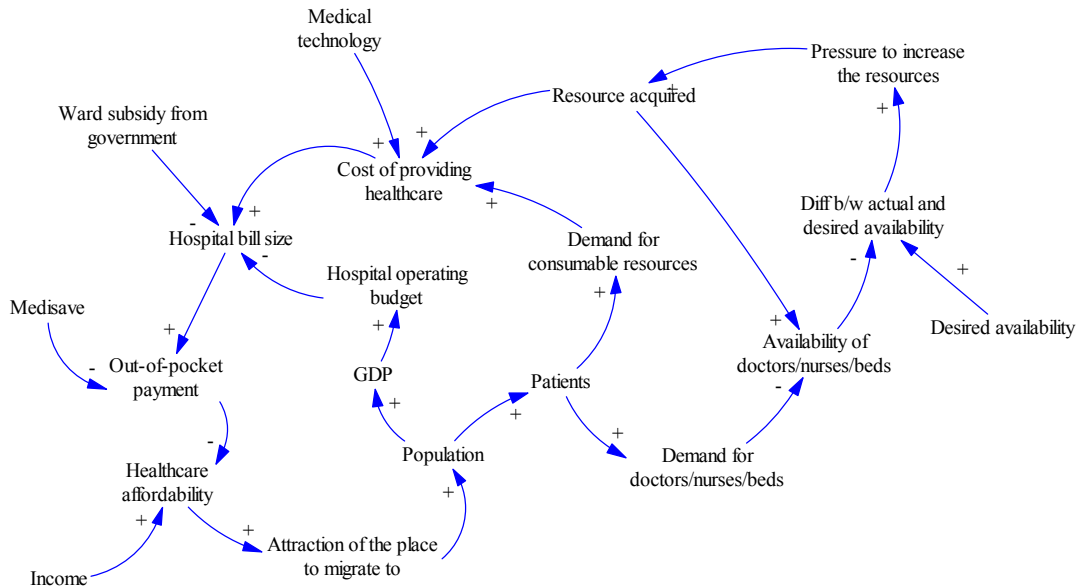 Medical
technology
Pressure to increase
the resources
Resource acquired
+
+
Ward subsidy from
government
+
+
Cost of providing
healthcare
+
+
-
Hospital bill size
-
Diff b/w actual and
desired availability
-
+
Demand for
consumable resources
+
Hospital operating
budget
+
Medisave
+
-
Out-of-pocket
payment
+
Availability of
doctors/nurses/beds
-
Desired availability
GDP
+
Patients
+
+
Population
+
-
Demand for
doctors/nurses/beds
Healthcare
affordability
+
+
Attraction of the place
to migrate to
Income